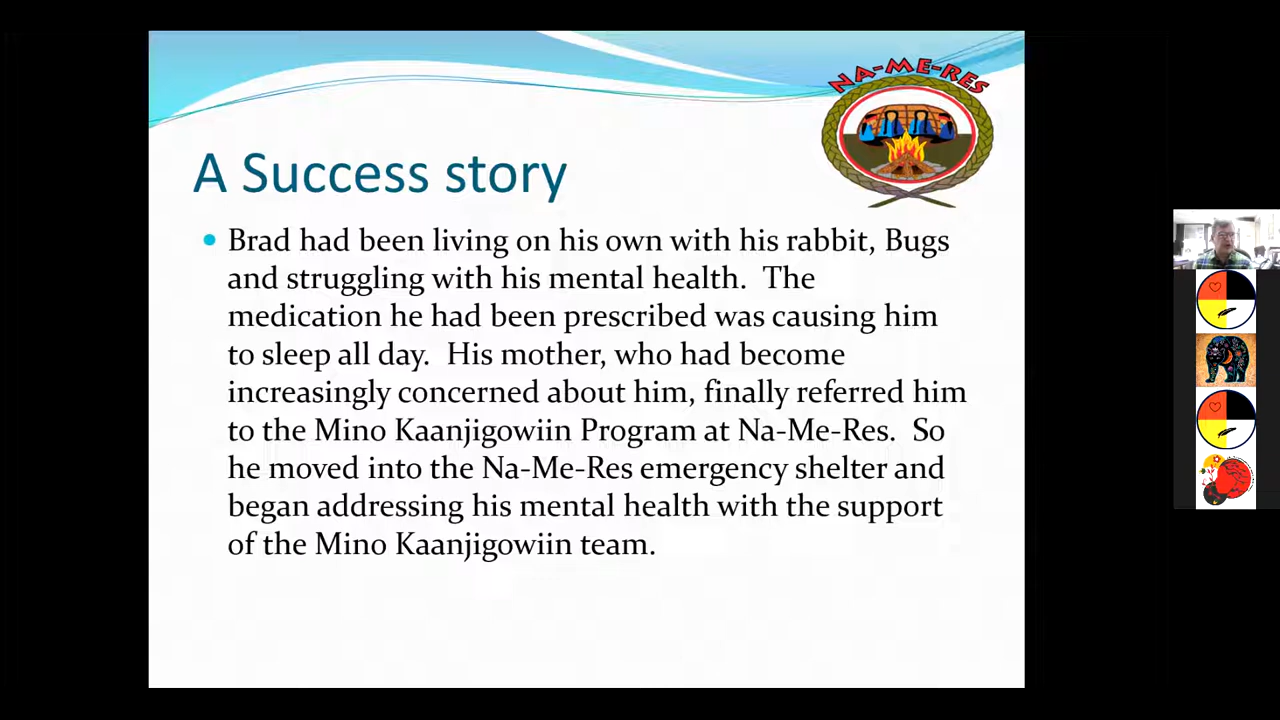 NA-ME-RES
A Success story
Brad had been living on his own with his rabbit, Bugs
and struggling with his mental health.  The
medication he had been prescribed was causing him
to sleep all day.  His mother, who had become
increasingly concerned about him, finally referred him
to the Mino Kaanjigowiin Program at Na-Me-Res.  So
he moved into the Na-Me-Res emergency shelter and
began addressing his mental health with the support
of the Mino Kaanjigowiin team.